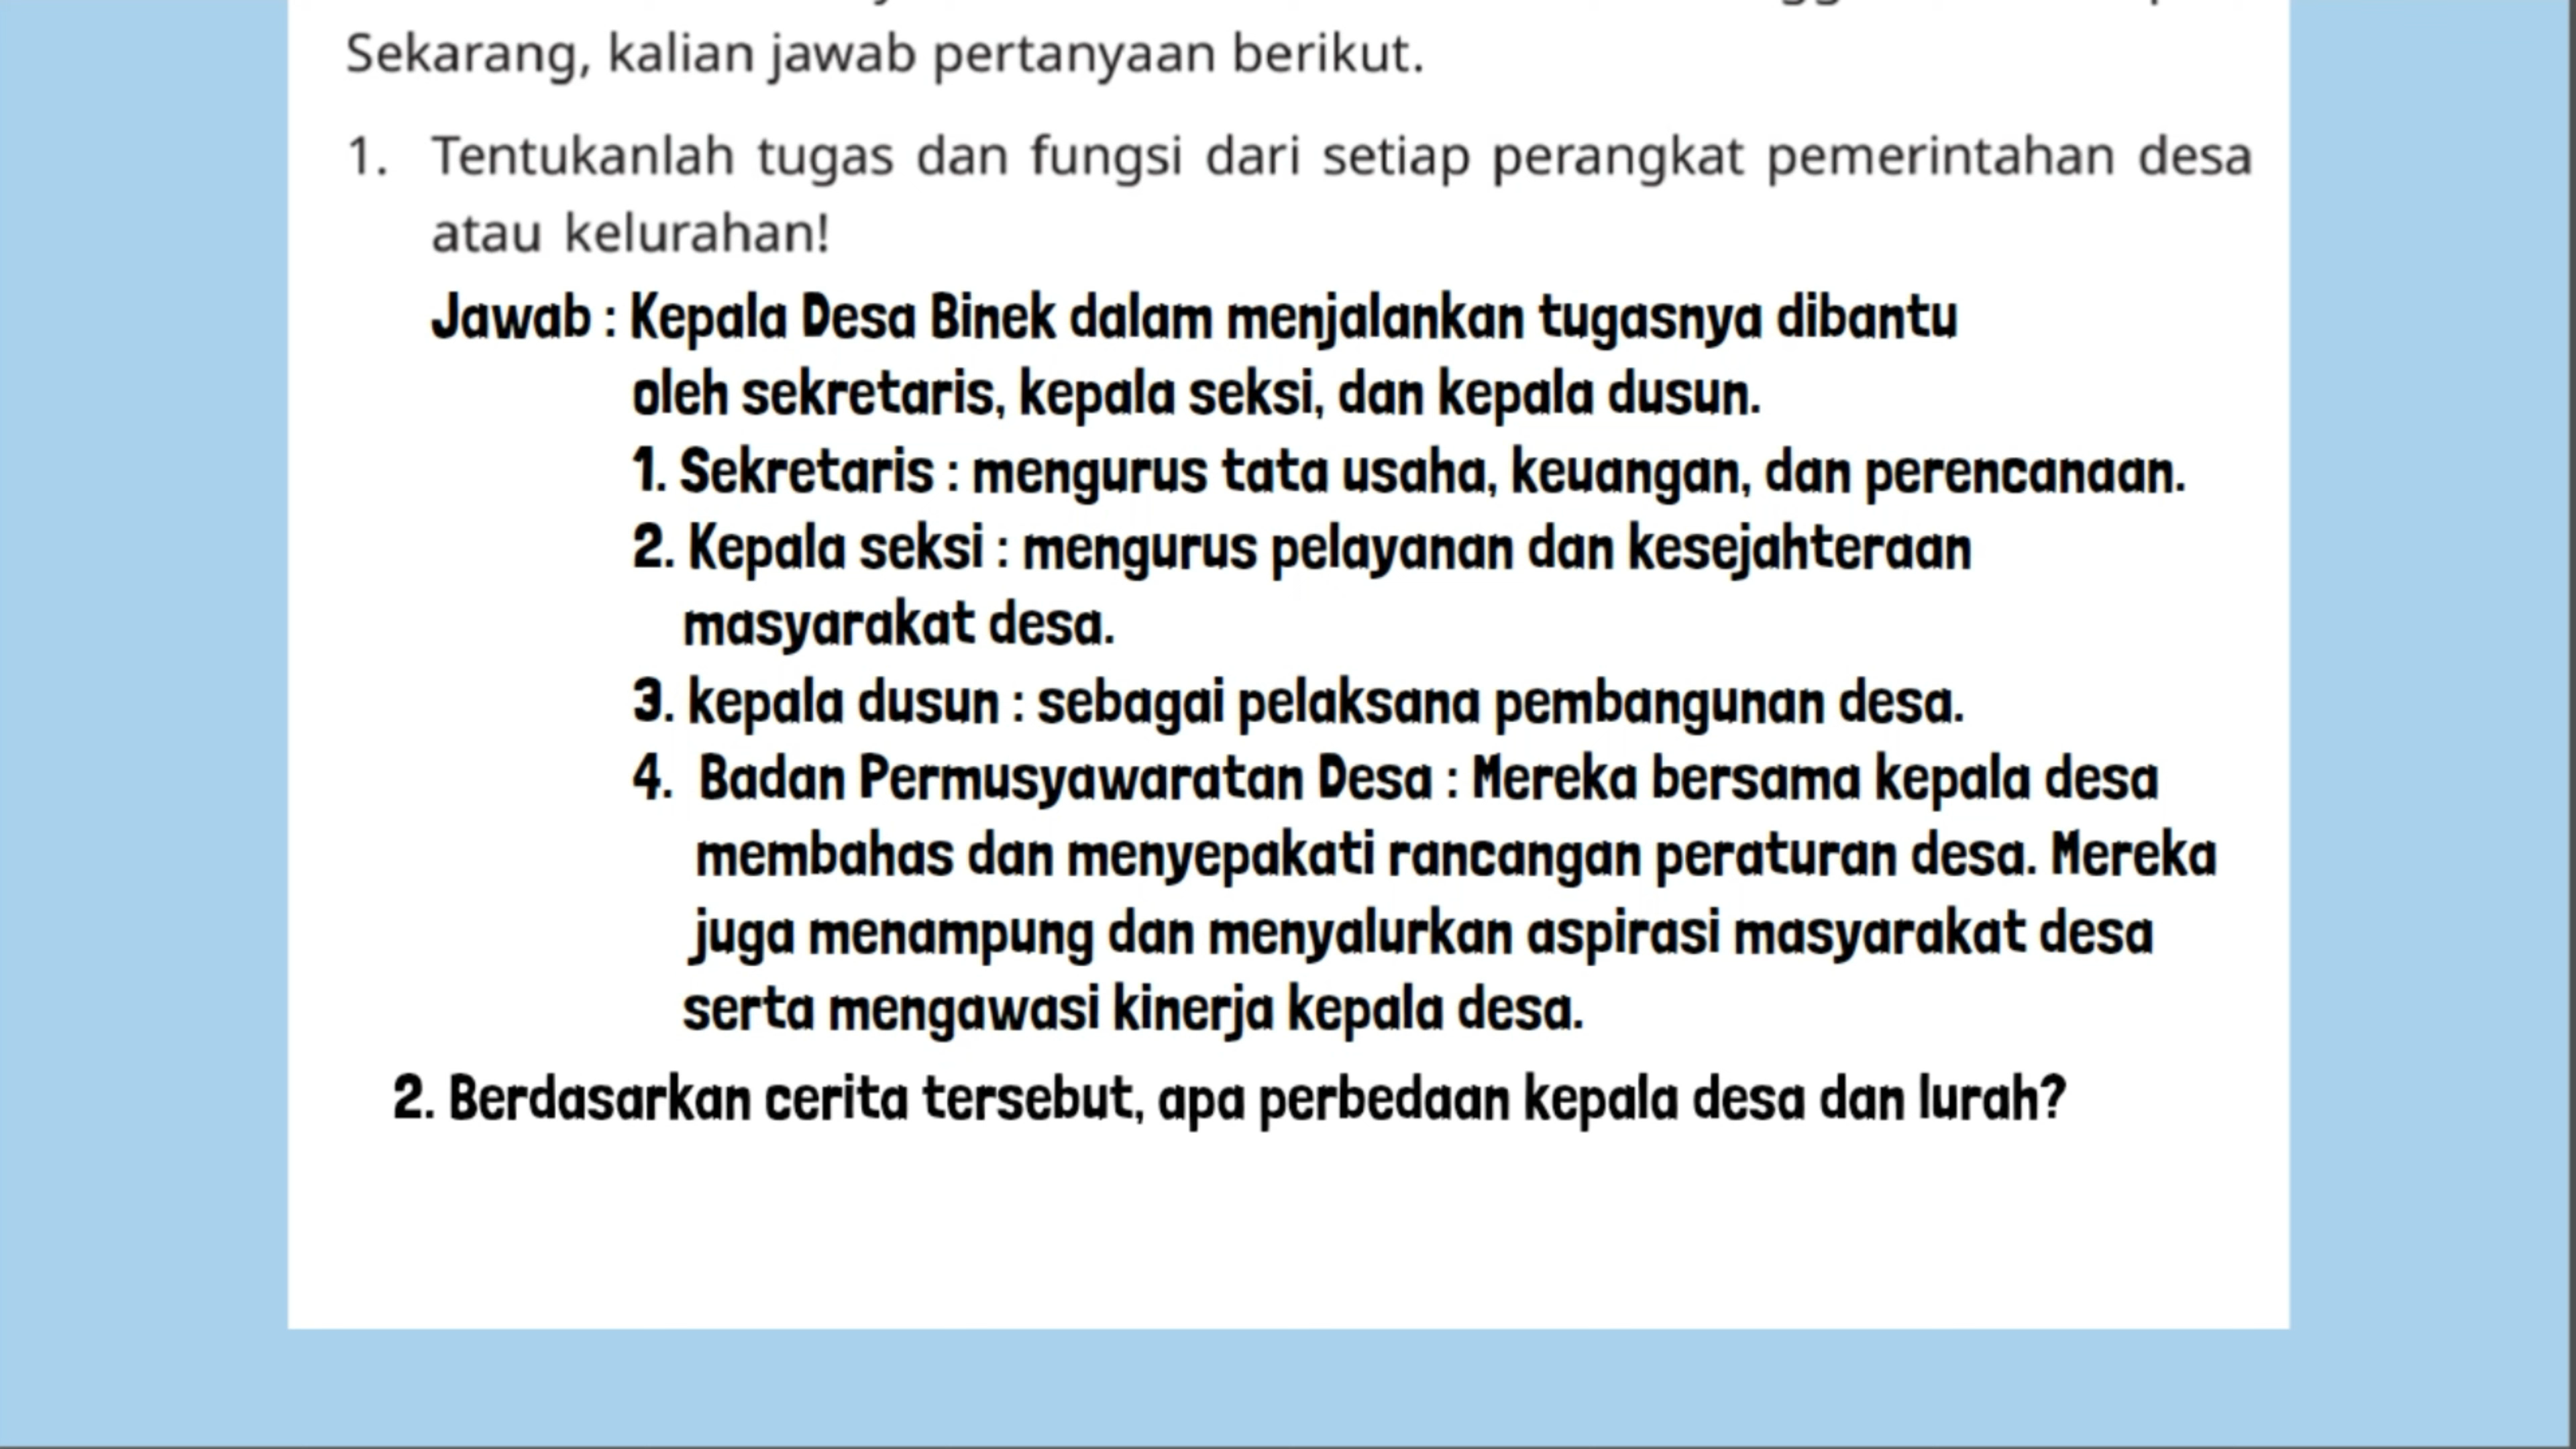 Sekarang, kalian jawab pertanyaan berikut.
1. Tentukanlah tugas dan fungsi dari setiap perangkat pemerintahan desa
atau kelurahan!
Jawab : Kepala Desa Binek dalam menjalankan tugasnya dibantu
oleh sekretaris, kepala seksi, dan kepala dusun.
1. Sekretaris : mengurus tata usaha, keuangan, dan perencanaan.
2. Kepala seksi : mengurus pelayanan dan kesejahteraan
masyarakat desa.
3. kepala dusun : sebagai pelaksana pembangunan desa.
4. Badan Permusyawaratan Desa : Mereka bersama kepala desa
membahas dan menyepakati rancangan peraturan desa. Mereka
juga menampung dan menyalurkan aspirasi masyarakat desa
serta mengawasi kinerja kepala desa.
2. Berdasarkan cerita tersebut, apa perbedaan kepala desa dan lurah?